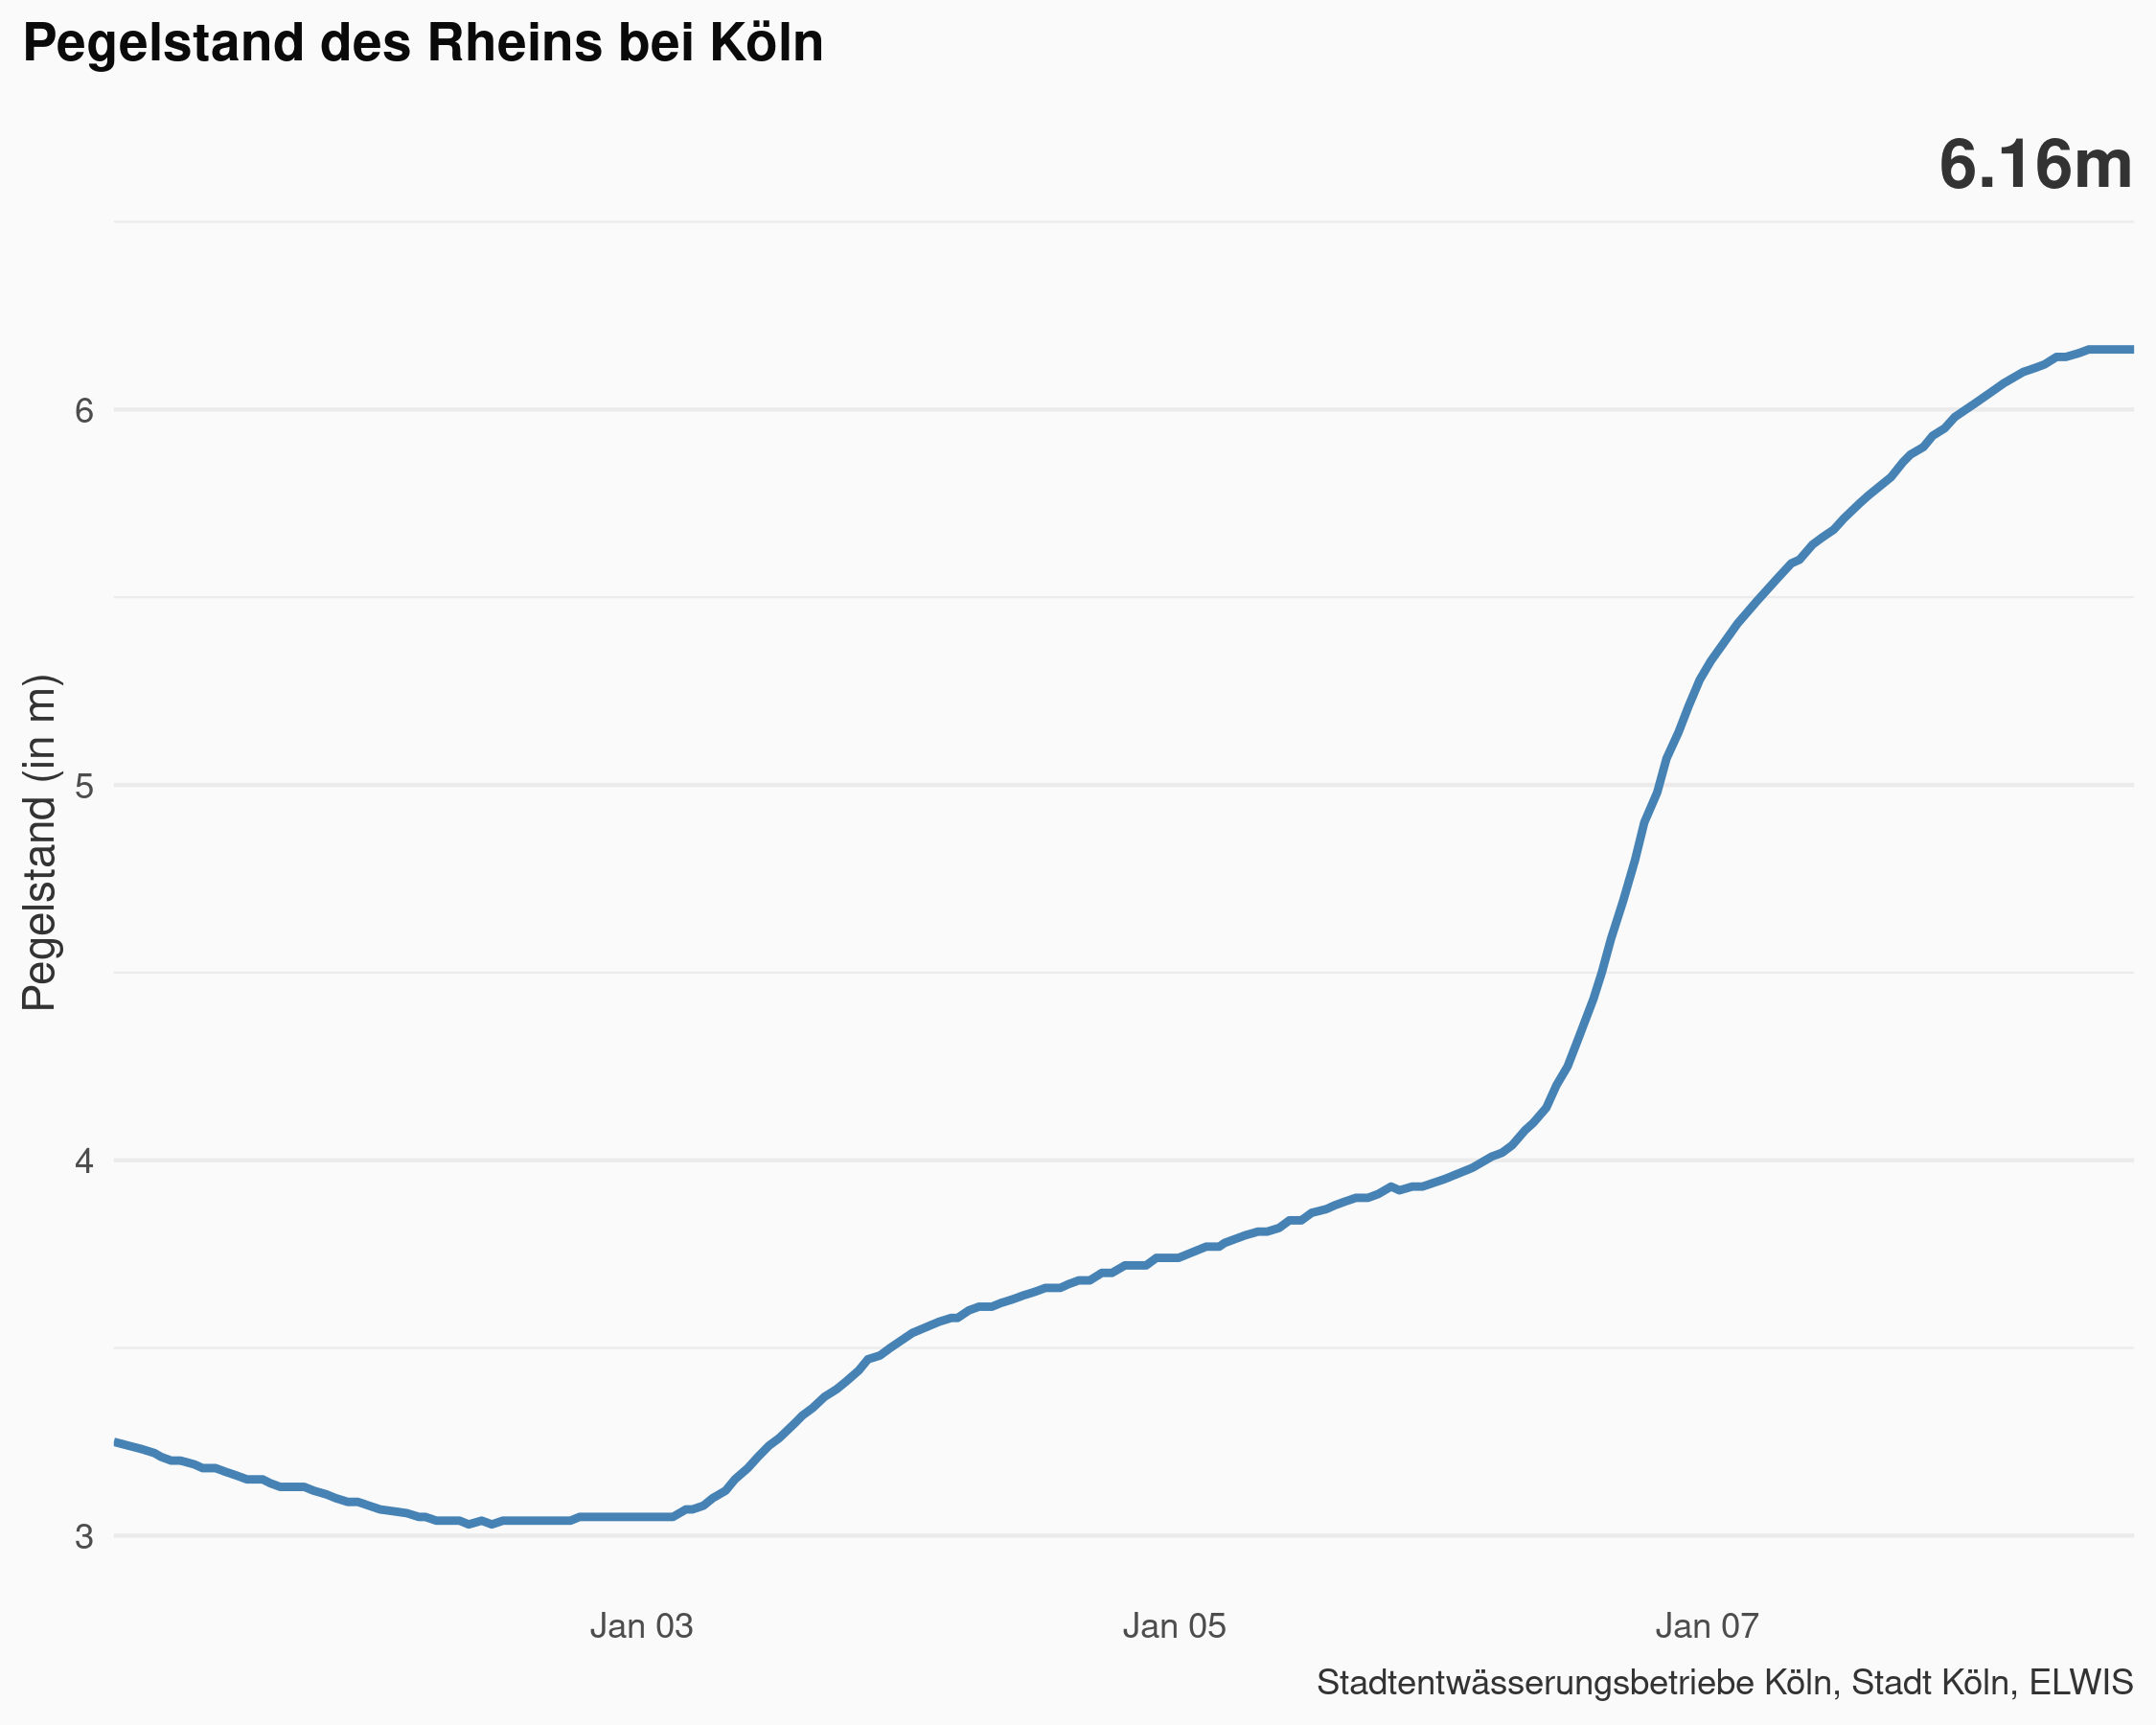 Pegelstand des Rheins bei Köln
6.16m
Pegelstand (in m)
6
5
4
3
Jan 03
Jan 05
Jan 07
Stadtentwässerungsbetriebe Köln, Stadt Köln, ELWIS